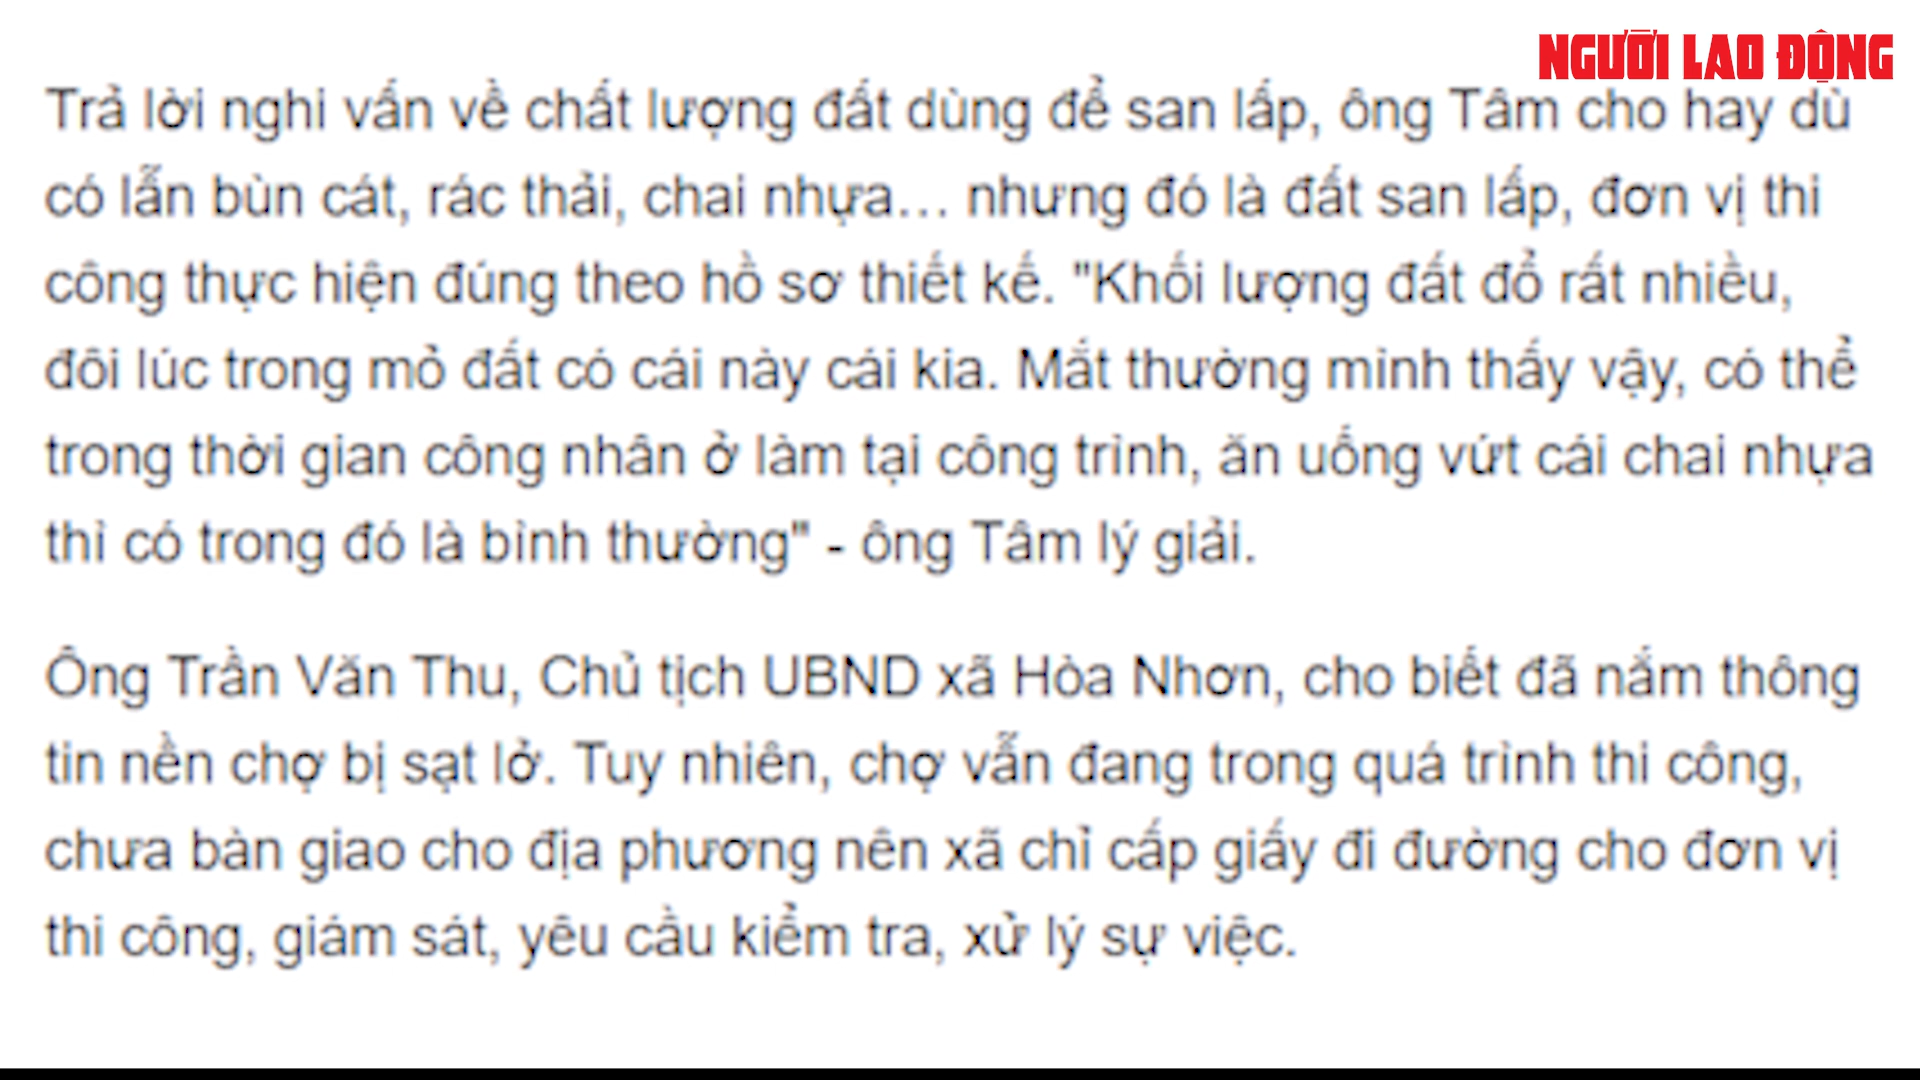 NGƯỜI LAO ĐỘNG
Trả lời nghi vấn về chất lượng đất dùng để san lấp, ông Tâm cho hay dù
có lẫn bùn cát, rác thải, chai nhựa... nhưng đó là đất san lấp, đơn vị thi
công thực hiện đúng theo hồ sơ thiết kế. "Khối lượng đất đổ rất nhiều,
đôi lúc trong mỏ đất có cái này cái kia. Mắt thường mình thấy vậy, có thể
trong thời gian công nhân ở làm tại công trình, ăn uống vứt cái chai nhựa
thì có trong đó là bình thường" - ông Tâm lý giải.
Ông Trần Văn Thu, Chủ tịch UBND xã Hòa Nhơn, cho biết đã nắm thông
tin nền chợ bị sạt lở. Tuy nhiên, chợ vẫn đang trong quá trình thi công,
chưa bàn giao cho địa phương nên xã chỉ cấp giấy đi đường cho đơn vị
thi công, giám sát, yêu cầu kiểm tra, xử lý sự việc.